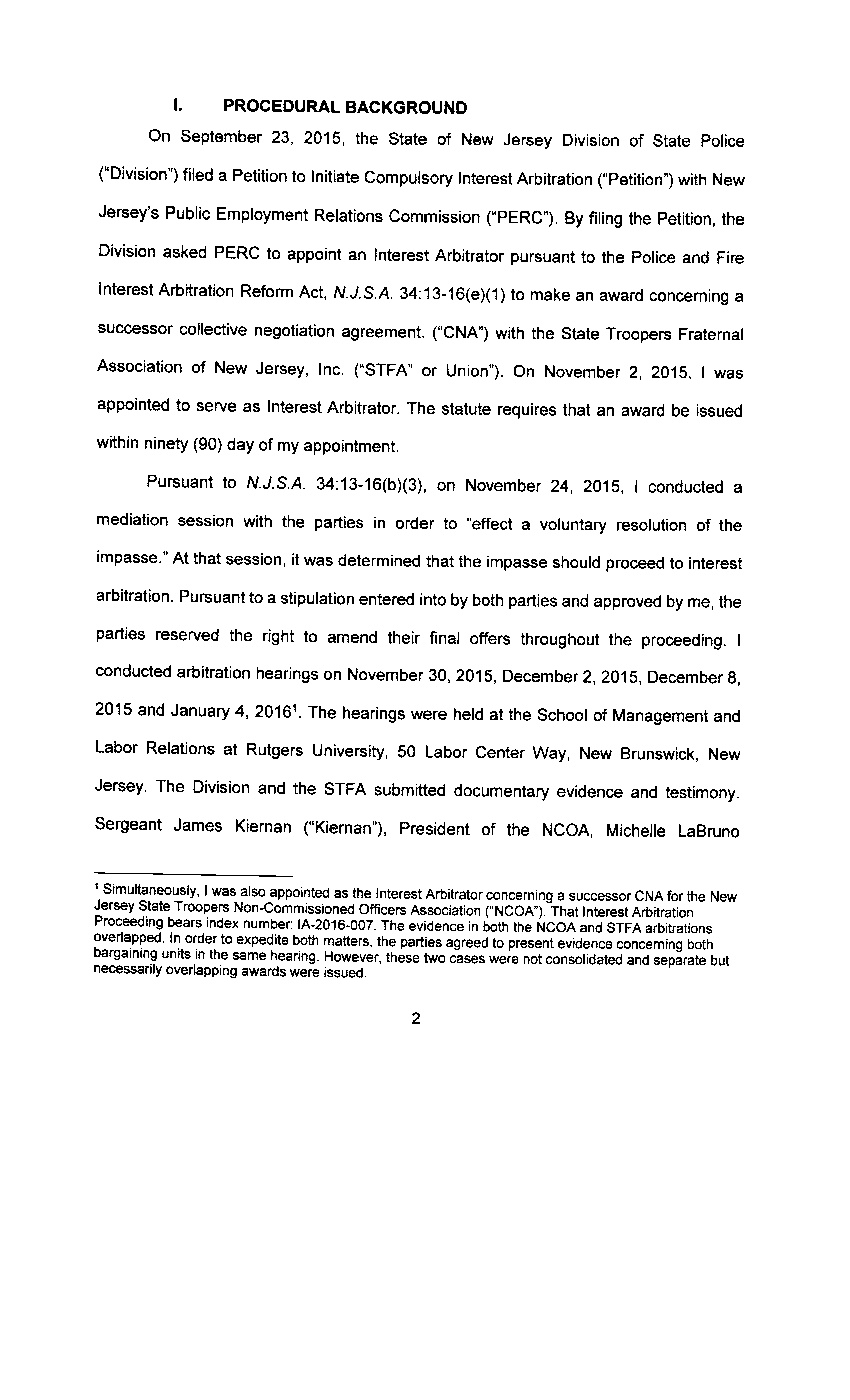 I. PROCEDURAL BACKGROUND
On September 23, 2015, the State of New Jersey Division of State Police
("Division") filed a Petition to Initiate Compulsory Interest Arbitration ("Petition") with New
Jersey's Public Employment Relations Commission ("PERC"). By filing the Petition, the
Division asked PERC to appoint an Interest Arbitrator pursuant to the Police and Fire
Interest Arbitration Reform Act, N.J.S.A. 34:13-16(e)(1) to make an award concerning a
successor collective negotiation agreement. ("CNA") with the State Troopers Fraternal
Association of New Jersey, Inc. ("STFA" or Union"). On November 2, 2015, I was
appointed to serve as Interest Arbitrator. The statute requires that an award be issued
within ninety (90) day of my appointment.
Pursuant to N.J.S.A. 34:13-16(b)(3), on November 24, 2015, I conducted a
mediation session with the parties in order to "effect a voluntary resolution of the
impasse." At that session, it was determined that the impasse should proceed to interest
arbitration. Pursuant to a stipulation entered into by both parties and approved by me, the
parties reserved the right to amend their final offers throughout the proceeding. I
conducted arbitration hearings on November 30, 2015, December 2, 2015, December 8,
2015 and January 4, 2016¹. The hearings were held at the School of Management and
Labor Relations at Rutgers University, 50 Labor Center Way, New Brunswick, New
Jersey. The Division and the STFA submitted documentary evidence and testimony.
Sergeant James Kiernan ("Kiernan"), President of the NCOA, Michelle LaBruno
¹ Simultaneously, I was also appointed as the Interest Arbitrator concerning a successor CNA for the New
Jersey State Troopers Non-Commissioned Officers Association ("NCOA"). That Interest Arbitration
Proceeding bears index number: IA-2016-007. The evidence in both the NCOA and STFA arbitrations
overlapped. In order to expedite both matters, the parties agreed to present evidence concerning both
bargaining units in the same hearing. However, these two cases were not consolidated and separate but
necessarily overlapping awards were issued.
2